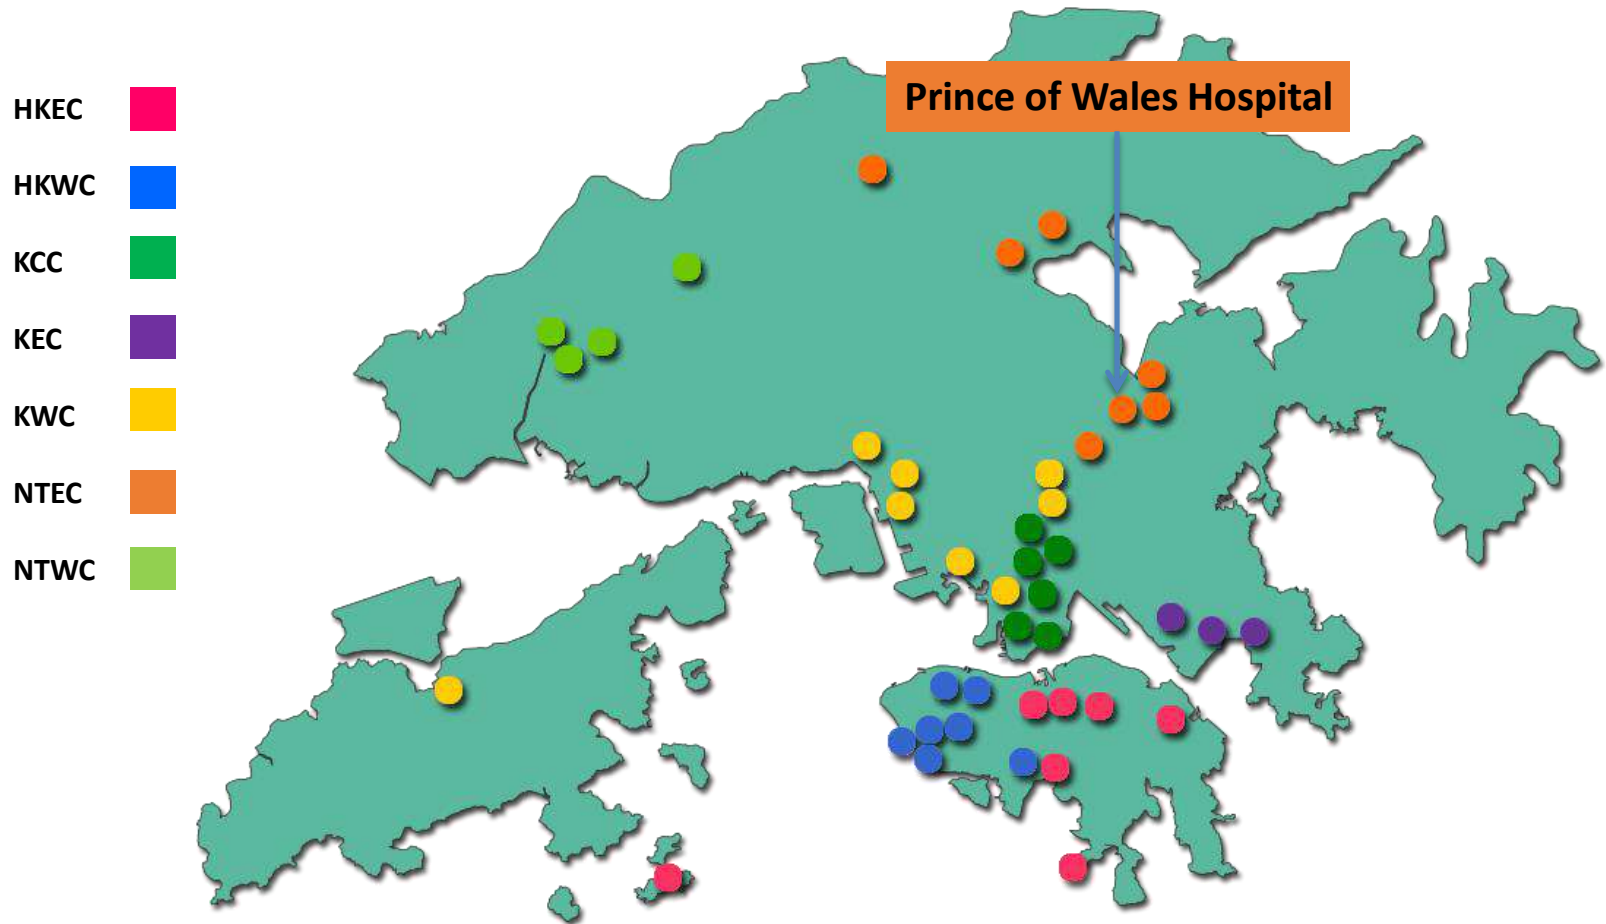 Prince of Wales Hospital
HKEC
HKWC
KCC
KEC
KWC
NTEC
NTWC